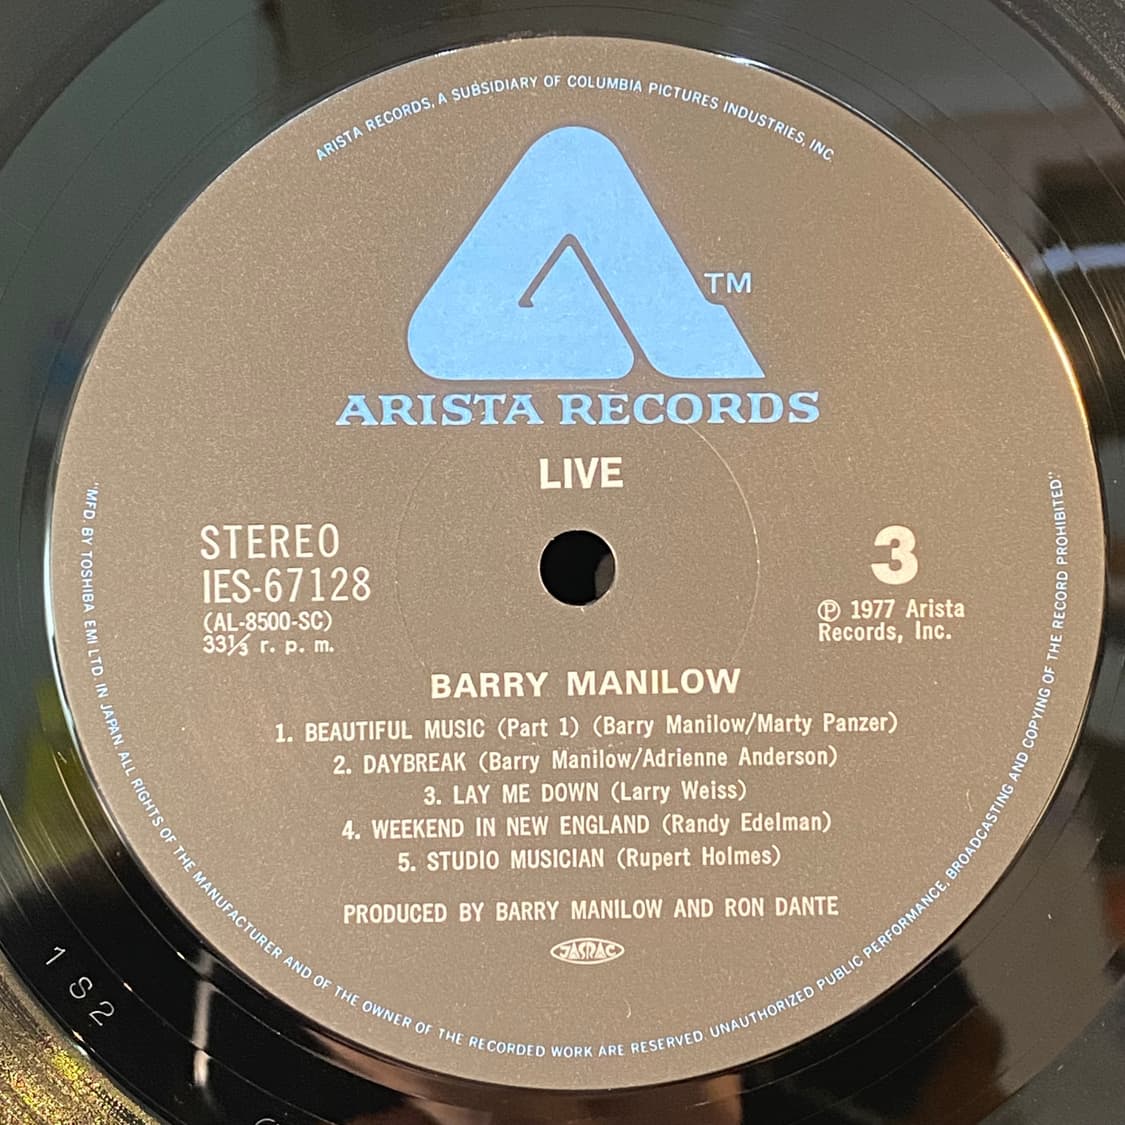 ARISTA RECORDS, A SUBSIDIARY OF COLUMBIA PICTURES INDUSTRIES, INC.
TM
ARISTA RECORDS
LIVE
STEREO
IES-67128
(AL-8500-SC)
33⅓ r. p. m.
3
Ⓟ 1977 Arista
Records, Inc.
BARRY MANILOW
1. BEAUTIFUL MUSIC (Part 1) (Barry Manilow/Marty Panzer)
2. DAYBREAK (Barry Manilow/Adrienne Anderson)
3. LAY ME DOWN (Larry Weiss)
4. WEEKEND IN NEW ENGLAND (Randy Edelman)
5. STUDIO MUSICIAN (Rupert Holmes)
PRODUCED BY BARRY MANILOW AND RON DANTE
JASRAC
"MFD. BY TOSHIBA EMI LTD. IN JAPAN. ALL RIGHTS OF THE MANUFACTURER AND OF THE OWNER OF THE RECORDED WORK ARE RESERVED. UNAUTHORIZED PUBLIC PERFORMANCE, BROADCASTING AND COPYING OF THE RECORD PROHIBITED".
1S2